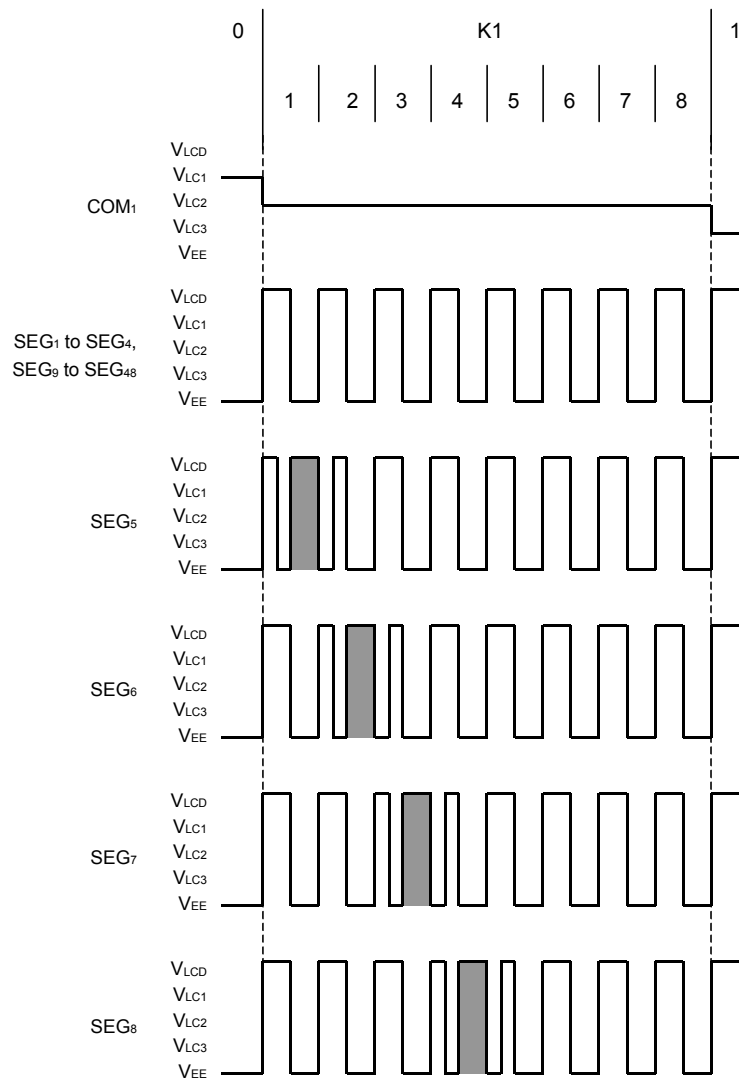 0 K1 1
1 2 3 4 5 6 7 8
VLCD
VLC1
COM1 VLC2
VLC3
VEE
VLCD
SEG1 to SEG4, VLC1
VLC2
SEG9 to SEG48 VLC3
VEE
VLCD
VLC1
SEG5 VLC2
VLC3
VEE
VLCD
VLC1
SEG6 VLC2
VLC3
VEE
VLCD
VLC1
SEG7 VLC2
VLC3
VEE
VLCD
VLC1
SEG8 VLC2
VLC3
VEE